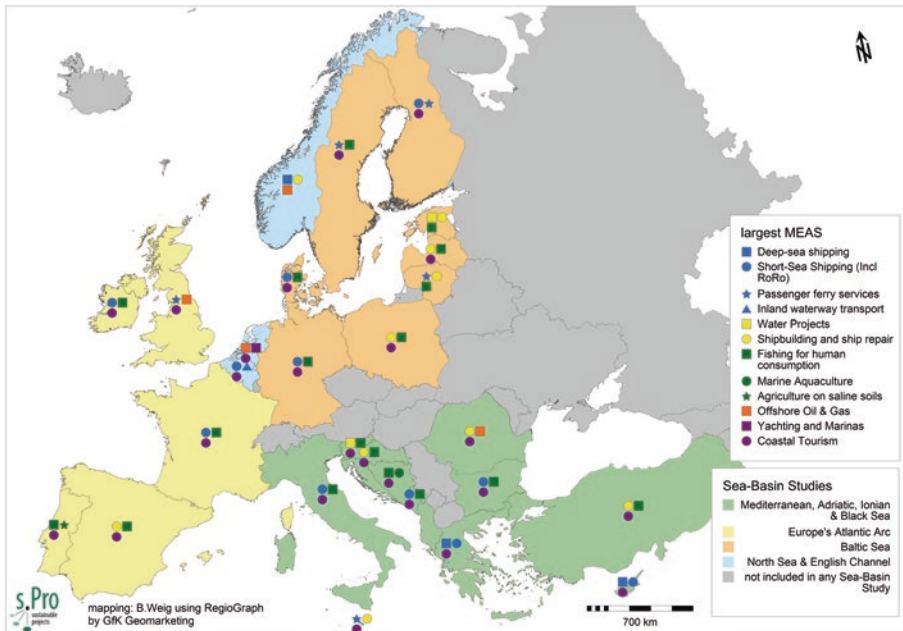 N
largest MEAS
Deep-sea shipping
Short-Sea Shipping (Incl
RoRo)
Passenger ferry services
Inland waterway transport
Water Projects
Shipbuilding and ship repair
Fishing for human
consumption
Marine Aquaculture
Agriculture on saline soils
Offshore Oil & Gas
Yachting and Marinas
Coastal Tourism
Sea-Basin Studies
Mediterranean, Adriatic, Ionian
& Black Sea
Europe's Atlantic Arc
Baltic Sea
North Sea & English Channel
not included in any Sea-Basin
Study
s.Pro
sustainable
projects
mapping: B.Weig using RegioGraph
by GfK Geomarketing
700 km